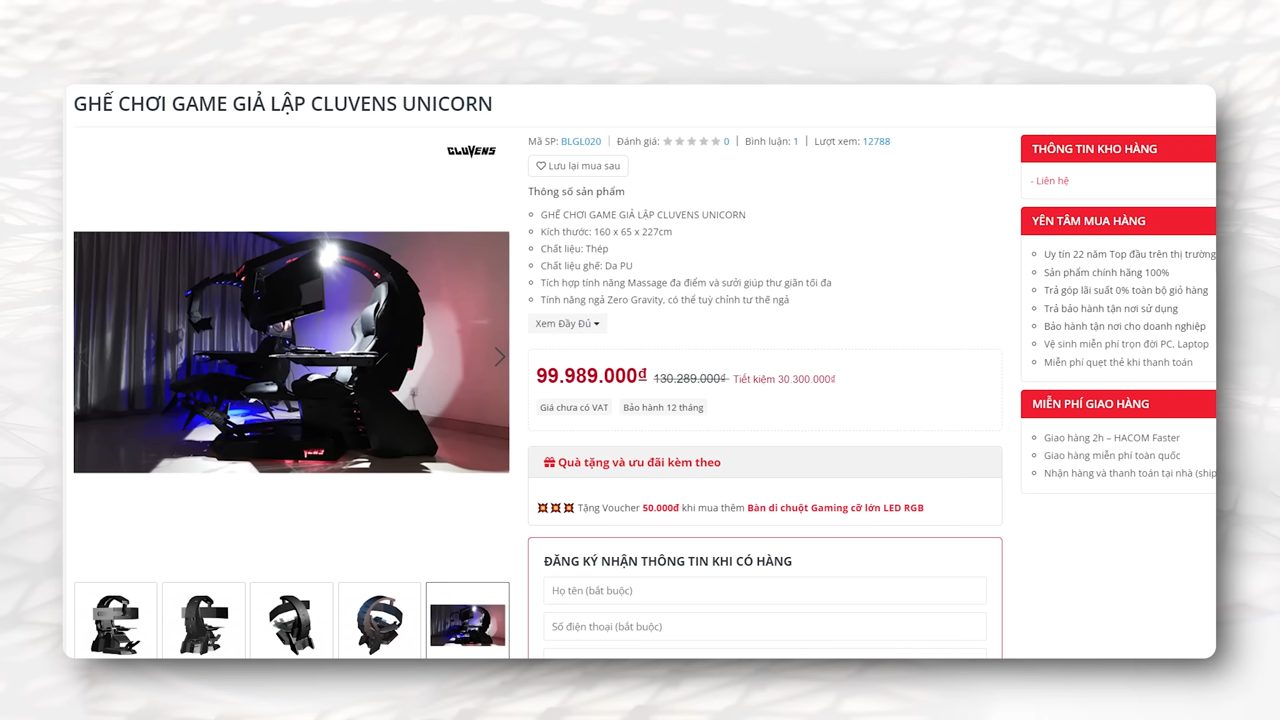 GHẾ CHƠI GAME GIẢ LẬP CLUVENS UNICORN
CLUVENS
Mã SP: BLGL020 | Đánh giá: 0 | Bình luận: 1 | Lượt xem: 12788
Lưu lại mua sau
Thông số sản phẩm
GHẾ CHƠI GAME GIẢ LẬP CLUVENS UNICORN
Kích thước: 160 x 65 x 227cm
Chất liệu: Thép
Chất liệu ghế: Da PU
Tích hợp tính năng Massage đa điểm và sưởi giúp thư giãn tối đa
Tính năng ngả Zero Gravity, có thể tuỳ chỉnh tư thế ngả
Xem Đầy Đủ
99.989.000₫ 130.289.000₫ Tiết kiệm 30.300.000₫
Giá chưa có VAT Bảo hành 12 tháng
Quà tặng và ưu đãi kèm theo
Tặng Voucher 50.000đ khi mua thêm Bàn di chuột Gaming cỡ lớn LED RGB
ĐĂNG KÝ NHẬN THÔNG TIN KHI CÓ HÀNG
Họ tên (bắt buộc)
Số điện thoại (bắt buộc)
THÔNG TIN KHO HÀNG
- Liên hệ
YÊN TÂM MUA HÀNG
Uy tín 22 năm Top đầu trên thị trường
Sản phẩm chính hãng 100%
Trả góp lãi suất 0% toàn bộ giỏ hàng
Trả bảo hành tận nơi sử dụng
Bảo hành tận nơi cho doanh nghiệp
Vệ sinh miễn phí trọn đời PC, Laptop
Miễn phí quẹt thẻ khi thanh toán
MIỄN PHÍ GIAO HÀNG
Giao hàng 2h – HACOM Faster
Giao hàng miễn phí toàn quốc
Nhận hàng và thanh toán tại nhà (ship